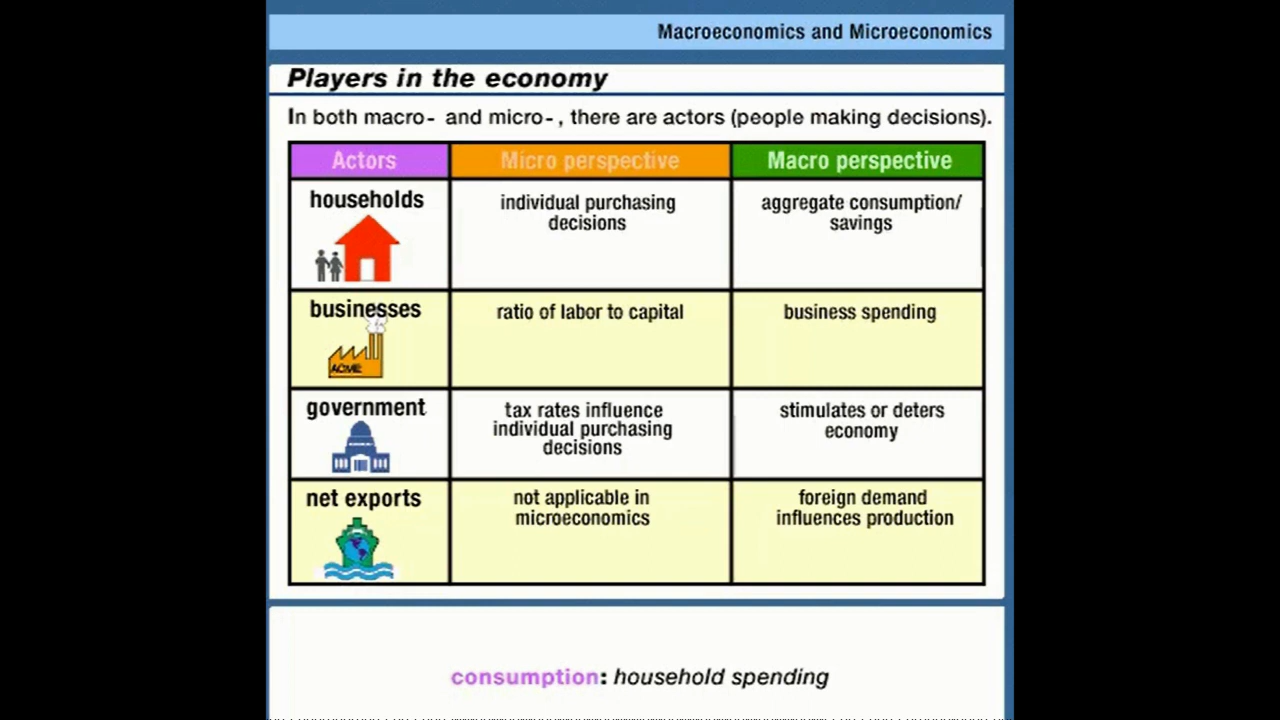 Macroeconomics and Microeconomics
Players in the economy
In both macro- and micro-, there are actors (people making decisions).
Actors
Micro perspective
Macro perspective
households
individual purchasing
decisions
aggregate consumption/
savings
businesses
ACME
ratio of labor to capital
business spending
government
tax rates influence
individual purchasing
decisions
stimulates or deters
economy
net exports
not applicable in
microeconomics
foreign demand
influences production
consumption: household spending